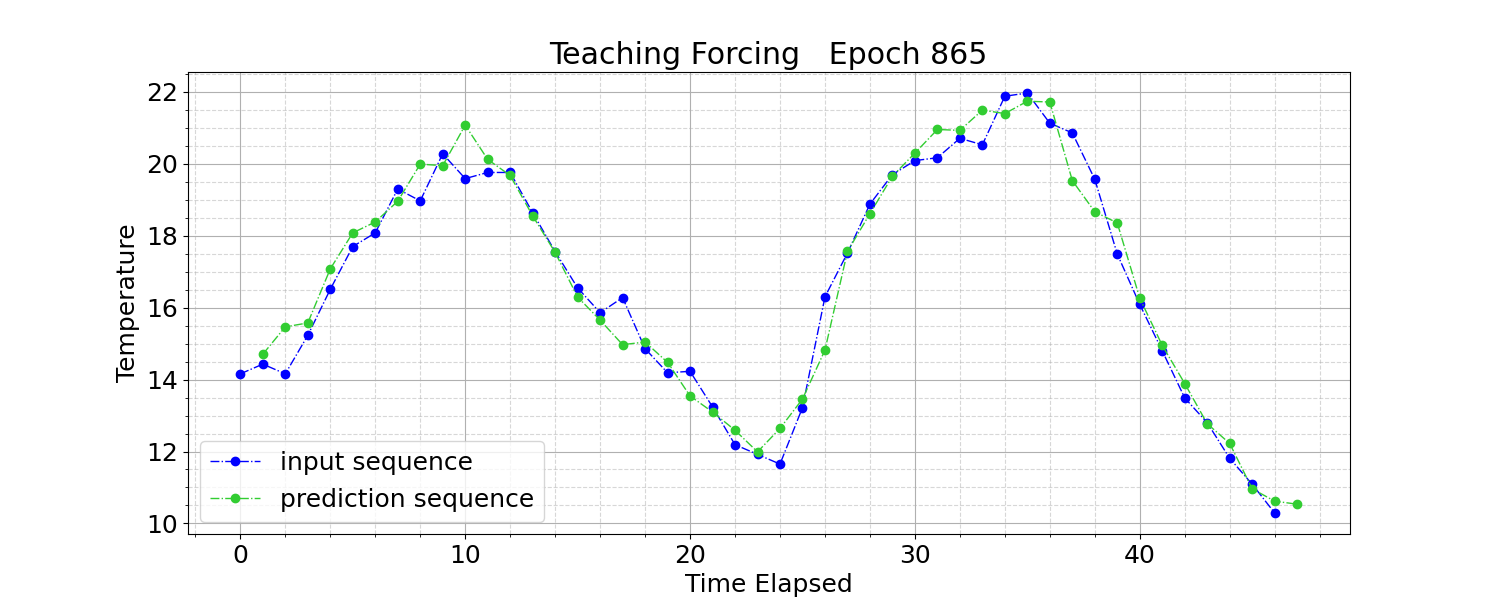 Teaching Forcing   Epoch 865
22
20
18
16
14
12
10
Temperature
input sequence
prediction sequence
0 10 20 30 40
Time Elapsed